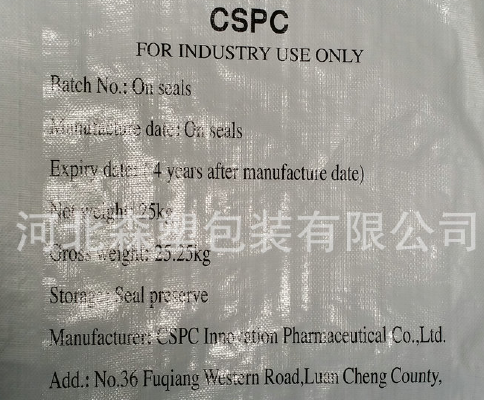 CSPC
FOR INDUSTRY USE ONLY
Batch No.: On seals
Manufacture date: On seals
Expiry date: ( 4 years after manufacture date)
Net weight: 25kg
河北森塑包装有限公司
Gross weight: 25.25kg
Storage: Seal preserve
Manufacturer: CSPC Innovation Pharmaceutical Co.,Ltd.
Add.: No.36 Fuqiang Western Road,Luan Cheng County,